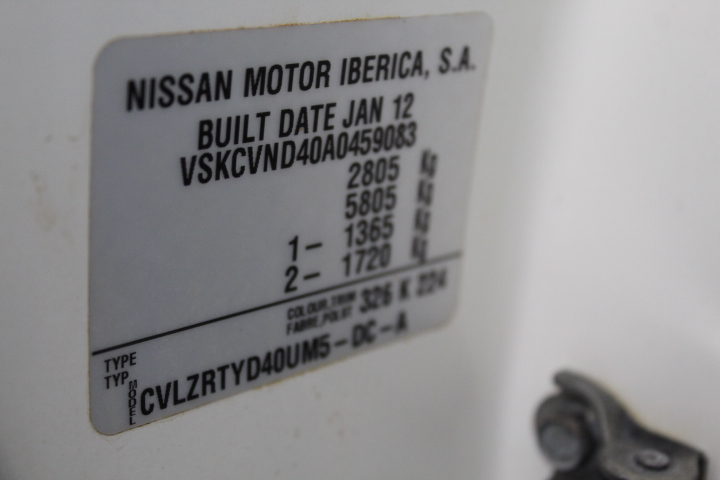 NISSAN MOTOR IBERICA, S.A.
BUILT DATE JAN 12
VSKCVND40A0459083
2805 Kg
5805 Kg
1- 1365 Kg
2- 1720 Kg
COLOUR,TRIM 326 K 224
TYPE
TYP
MODEL CVLZRTYD40UM5-DC-A